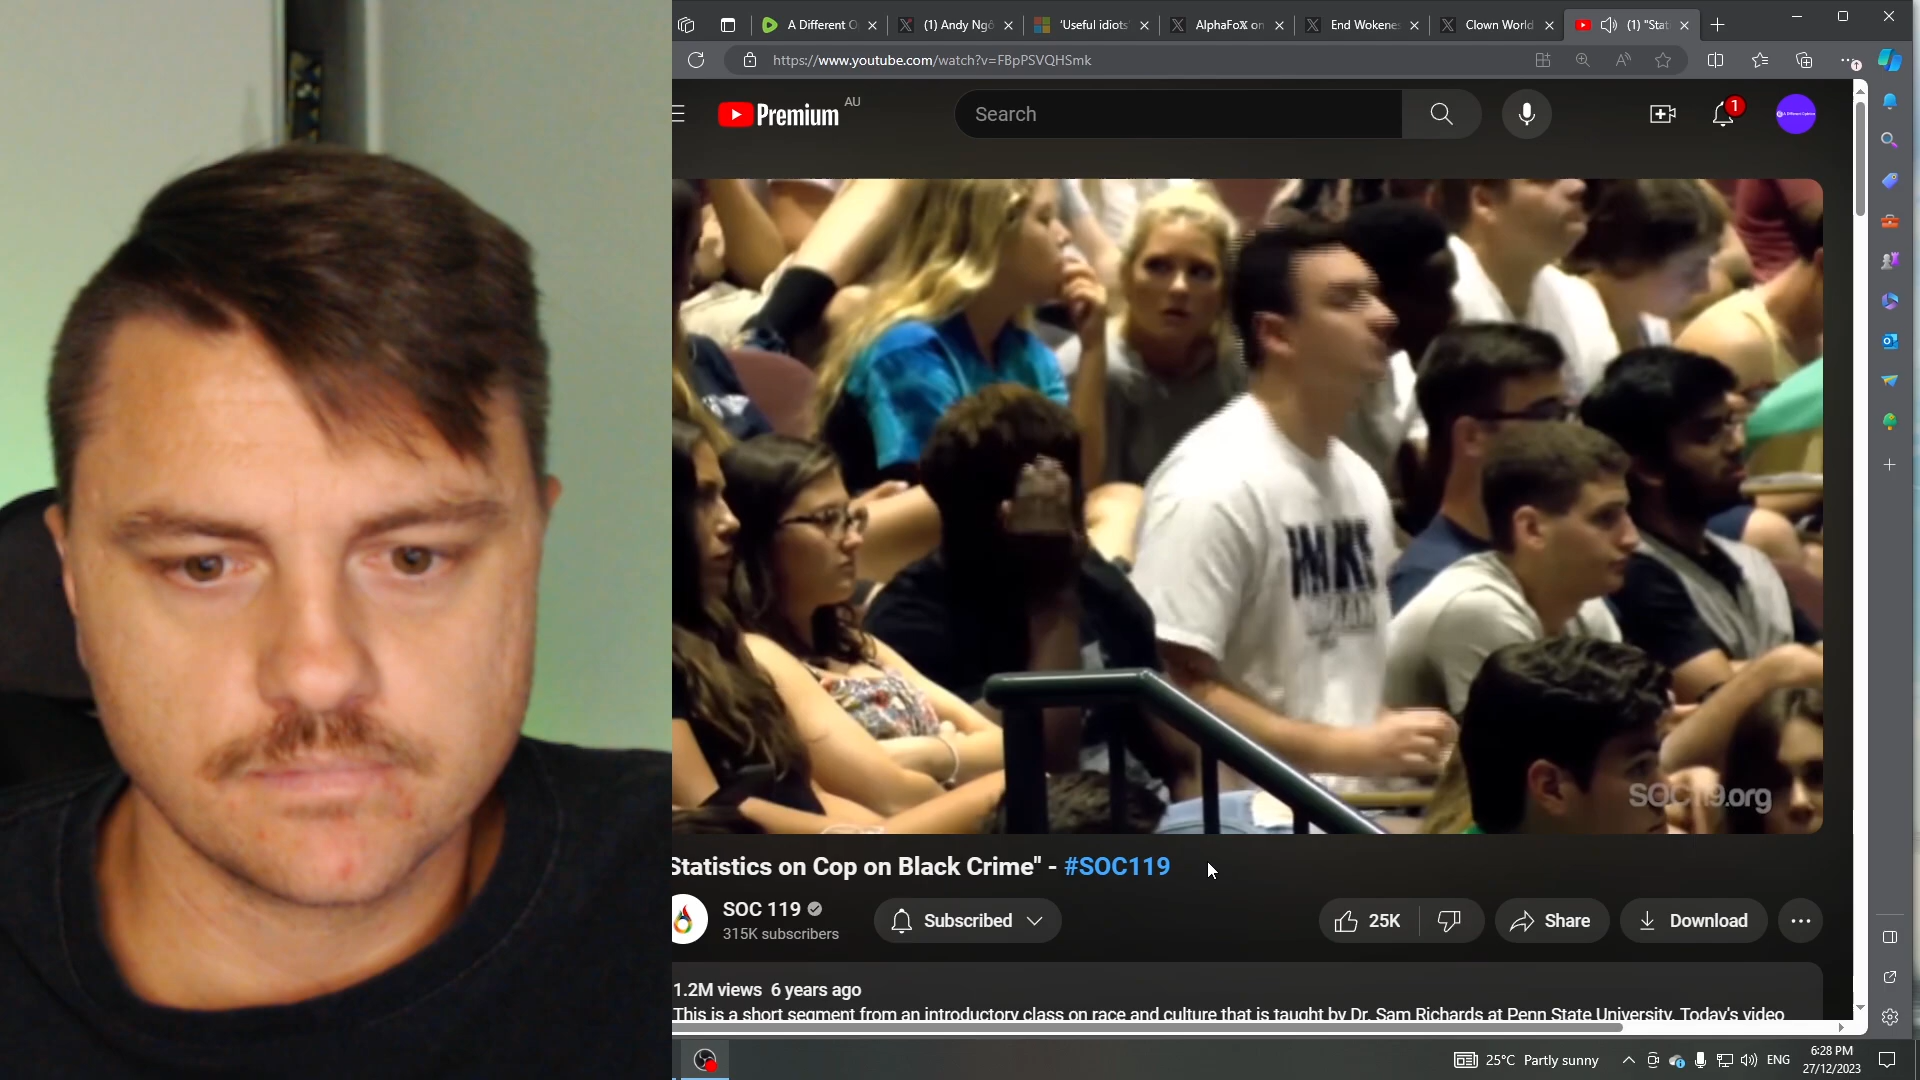 A Different O
(1) Andy Ngô
'Useful idiots'
AlphaFoX on
End Wokenes
Clown World
(1) "Stati
https://www.youtube.com/watch?v=FBpPSVQHSmk
Premium
AU
Search
1
SOC119.org
Statistics on Cop on Black Crime" - #SOC119
SOC 119
315K subscribers
Subscribed
25K
Share
Download
1.2M views 6 years ago
This is a short segment from an introductory class on race and culture that is taught by Dr. Sam Richards at Penn State University. Today's video
25°C Partly sunny
ENG
6:28 PM
27/12/2023